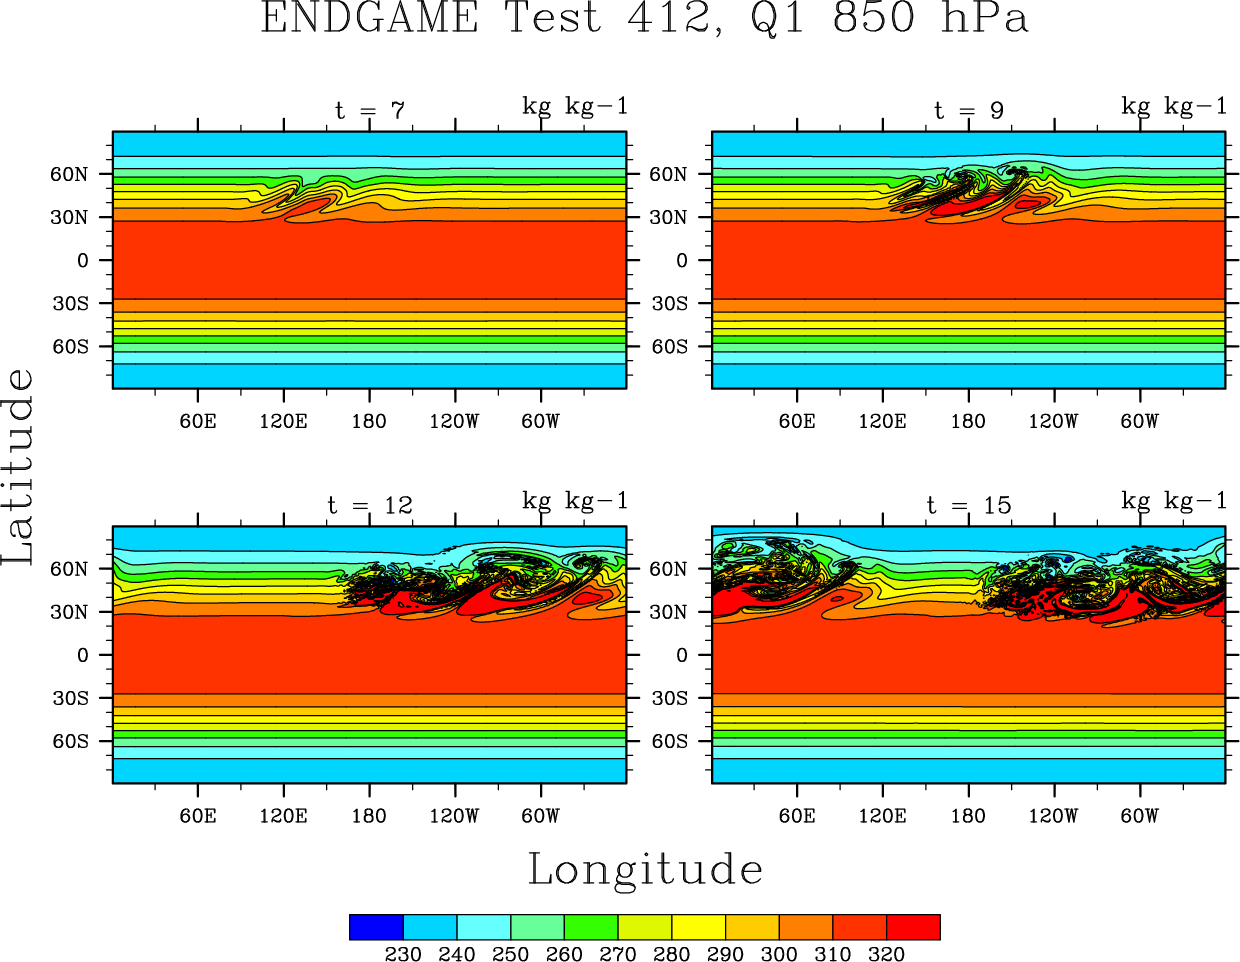 ENDGAME Test 412, Q1 850 hPa
t = 7 kg kg-1
t = 9 kg kg-1
60N
30N
0
30S
60S
60N
30N
0
30S
60S
60E 120E 180 120W 60W
60E 120E 180 120W 60W
Latitude
t = 12 kg kg-1
t = 15 kg kg-1
60N
30N
0
30S
60S
60N
30N
0
30S
60S
60E 120E 180 120W 60W
60E 120E 180 120W 60W
Longitude
230 240 250 260 270 280 290 300 310 320